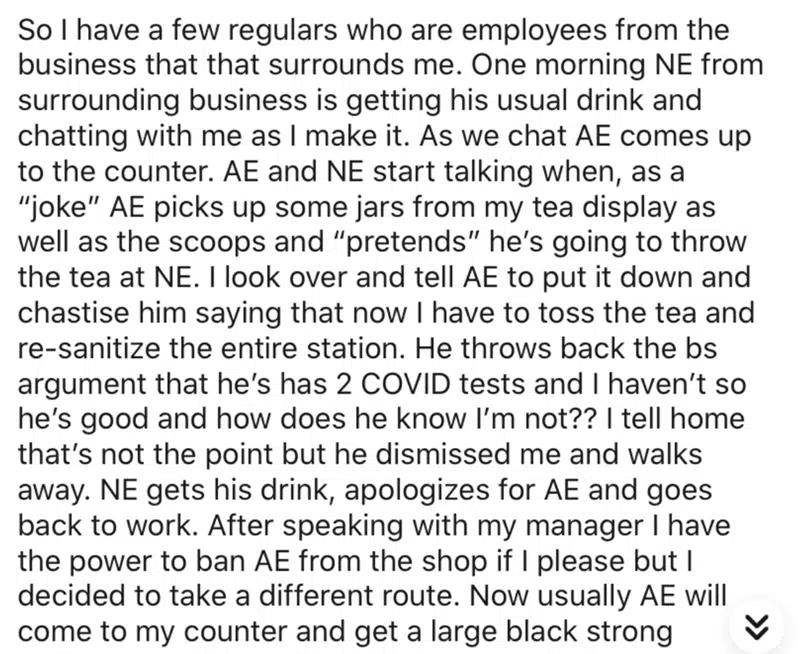 So I have a few regulars who are employees from the
business that that surrounds me. One morning NE from
surrounding business is getting his usual drink and
chatting with me as I make it. As we chat AE comes up
to the counter. AE and NE start talking when, as a
“joke” AE picks up some jars from my tea display as
well as the scoops and “pretends” he’s going to throw
the tea at NE. I look over and tell AE to put it down and
chastise him saying that now I have to toss the tea and
re-sanitize the entire station. He throws back the bs
argument that he’s has 2 COVID tests and I haven’t so
he’s good and how does he know I’m not?? I tell home
that’s not the point but he dismissed me and walks
away. NE gets his drink, apologizes for AE and goes
back to work. After speaking with my manager I have
the power to ban AE from the shop if I please but I
decided to take a different route. Now usually AE will
come to my counter and get a large black strong